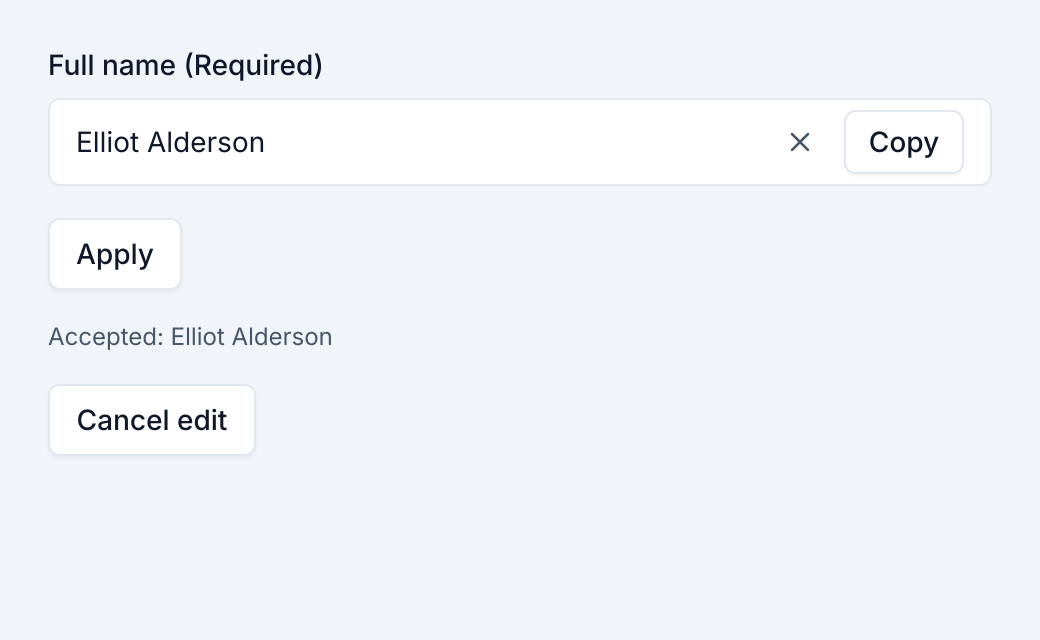 Full name (Required)
Elliot Alderson
Copy
Apply
Accepted: Elliot Alderson
Cancel edit